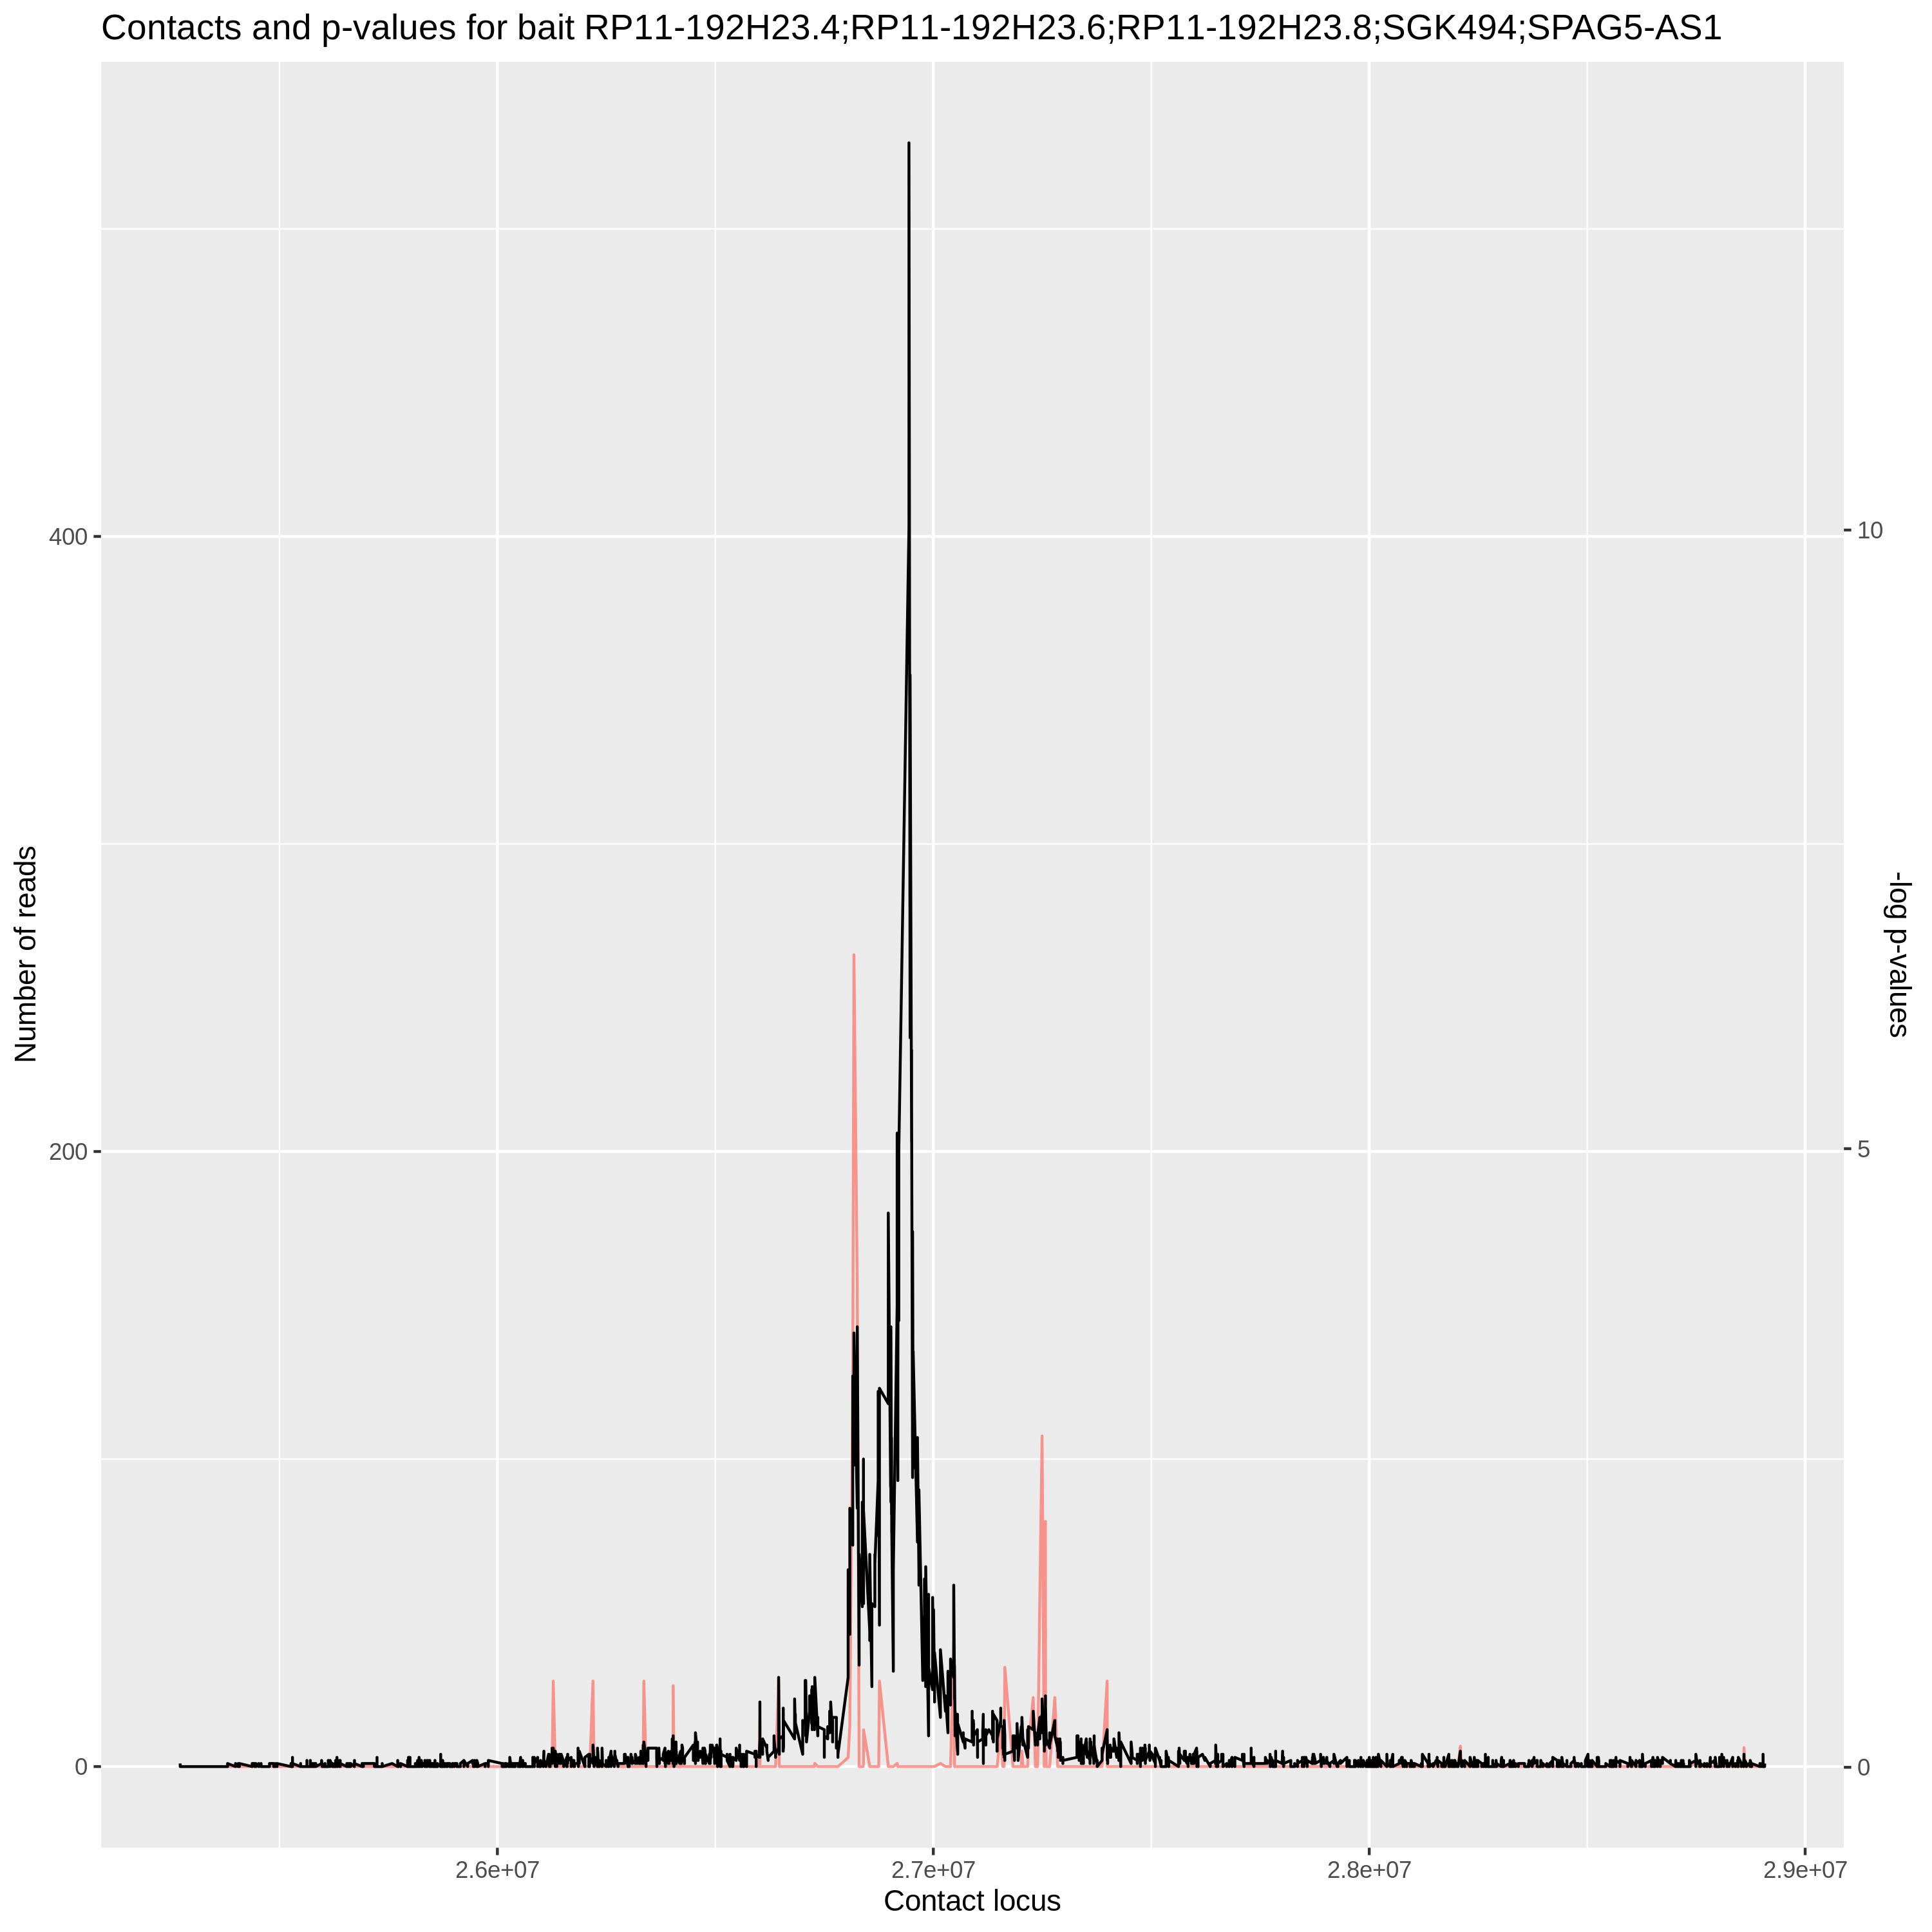 Contacts and p-values for bait RP11-192H23.4;RP11-192H23.6;RP11-192H23.8;SGK494;SPAG5-AS1
Number of reads
400
200
0
10
5
0
-log p-values
2.6e+07 2.7e+07 2.8e+07 2.9e+07
Contact locus